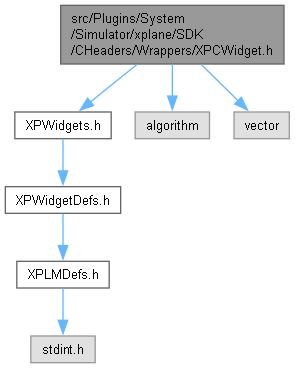 src/Plugins/System
/Simulator/xplane/SDK
/CHeaders/Wrappers/XPCWidget.h
XPWidgets.h
algorithm
vector
XPWidgetDefs.h
XPLMDefs.h
stdint.h